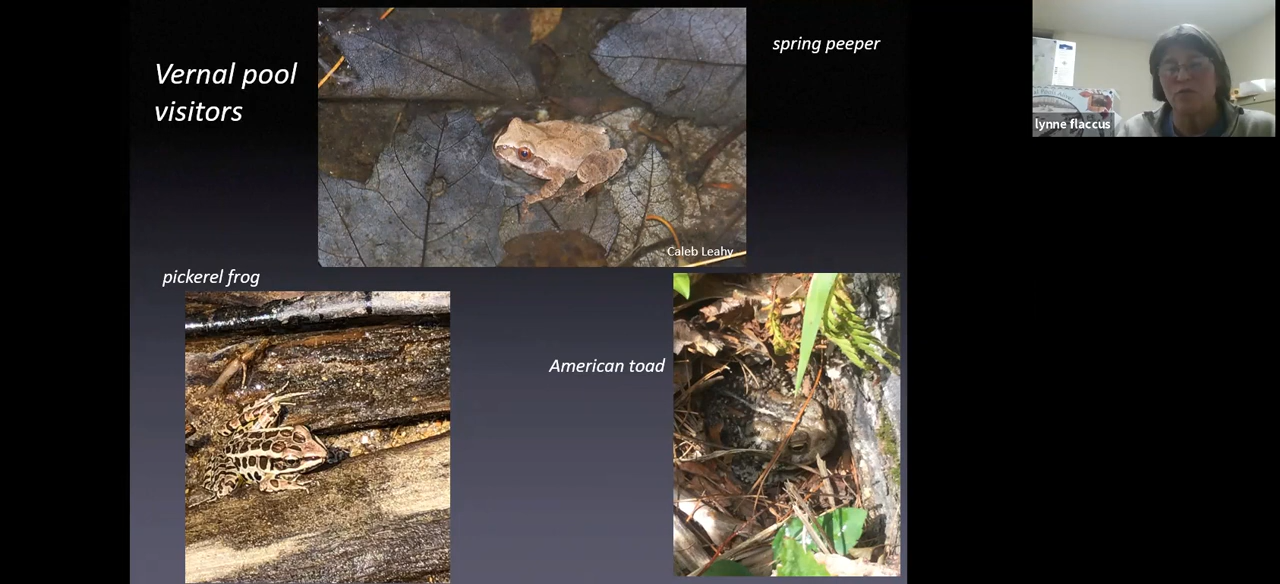 Vernal pool
visitors
spring peeper
lynne flaccus
Caleb Leahy
pickerel frog
American toad